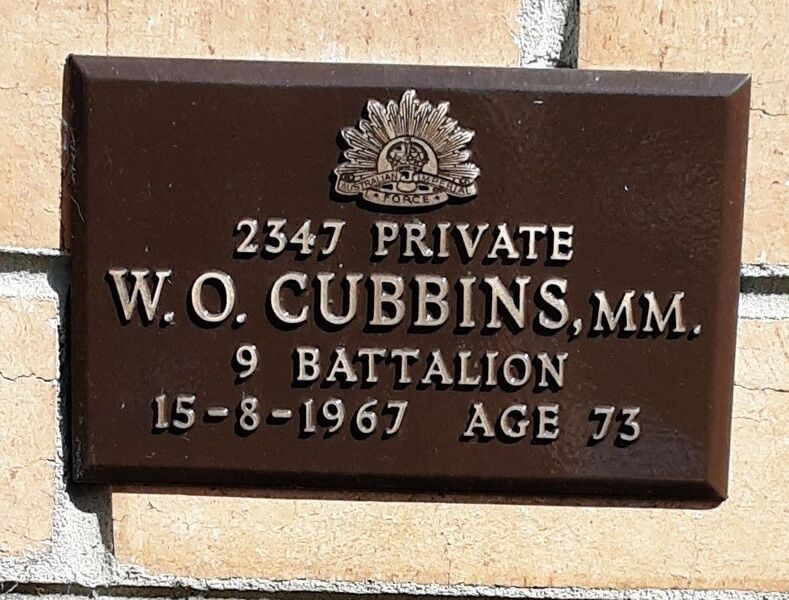 AUSTRALIAN IMPERIAL
FORCE
2347 PRIVATE
W. O. CUBBINS, MM.
9 BATTALION
15-8-1967 AGE 73